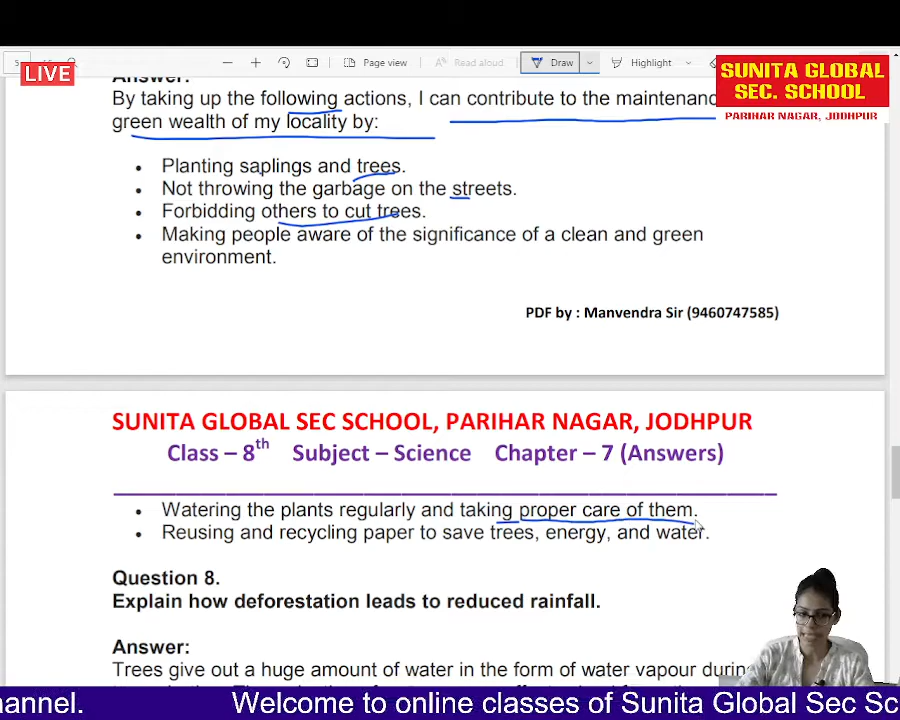 Page view
Read aloud
Draw
Highlight
LIVE
SUNITA GLOBAL
SEC. SCHOOL
PARIHAR NAGAR, JODHPUR
Answer:
By taking up the following actions, I can contribute to the
green wealth of my locality by:
• Planting saplings and trees.
• Not throwing the garbage on the streets.
• Forbidding others to cut trees.
• Making people aware of the significance of a clean and green
environment.
PDF by : Manvendra Sir (9460747585)
SUNITA GLOBAL SEC SCHOOL, PARIHAR NAGAR, JODHPUR
Class – 8th Subject – Science Chapter – 7 (Answers)
• Watering the plants regularly and taking proper care of them.
• Reusing and recycling paper to save trees, energy, and water.
Question 8.
Explain how deforestation leads to reduced rainfall.
Answer:
Trees give out a huge amount of water in the form of water vapour
channel. Welcome to online classes of Sunita Global Sec